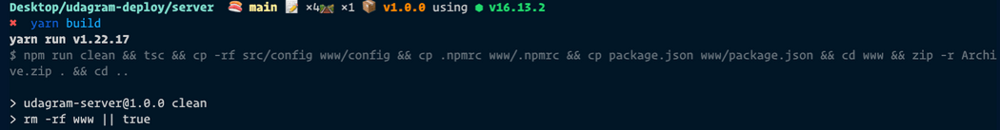 Desktop/udagram-deploy/server 🍣 main 📝 ×4🛤️ ×1 📦 v1.0.0 using ⬢ v16.13.2
✖ yarn build
yarn run v1.22.17
$ npm run clean && tsc && cp -rf src/config www/config && cp .npmrc www/.npmrc && cp package.json www/package.json && cd www && zip -r Archi
ve.zip . && cd ..
> udagram-server@1.0.0 clean
> rm -rf www || true